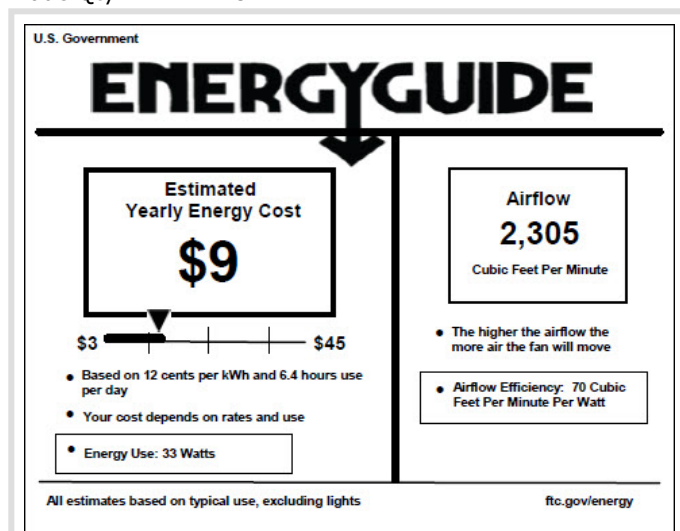 U.S. Government
ENERGYGUIDE
Estimated
Yearly Energy Cost
$9
$3
$45
• Based on 12 cents per kWh and 6.4 hours use
per day
• Your cost depends on rates and use
• Energy Use: 33 Watts
Airflow
2,305
Cubic Feet Per Minute
• The higher the airflow the
more air the fan will move
• Airflow Efficiency: 70 Cubic
Feet Per Minute Per Watt
All estimates based on typical use, excluding lights
ftc.gov/energy